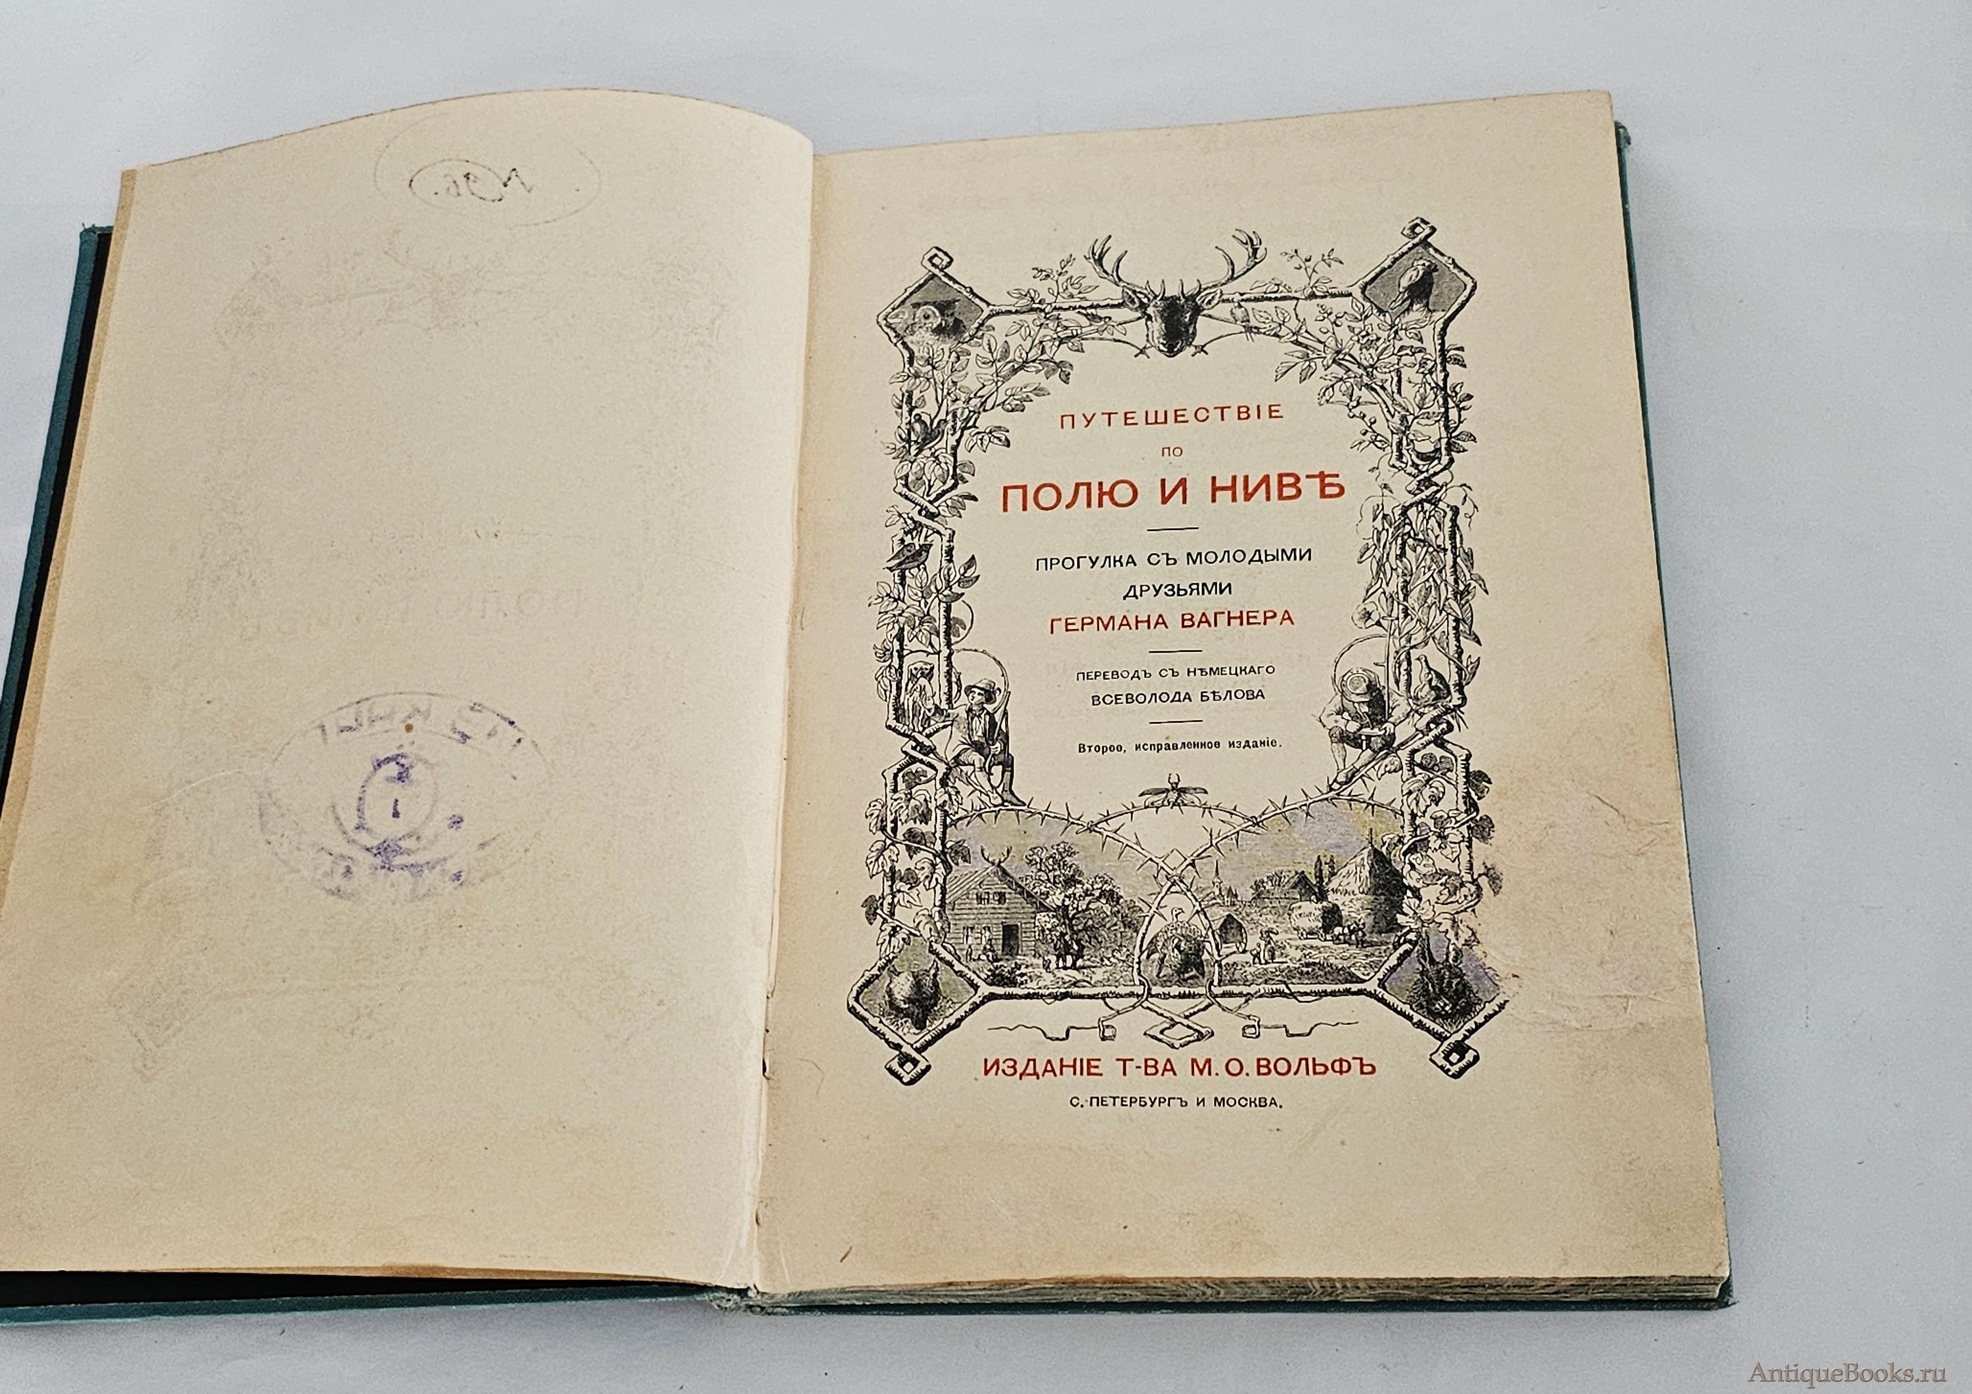 ПУТЕШЕСТВІЕ
ПО
ПОЛЮ И НИВѢ
ПРОГУЛКА СЪ МОЛОДЫМИ
ДРУЗЬЯМИ
ГЕРМАНА ВАГНЕРА
ПЕРЕВОДЪ СЪ НѢМЕЦКАГО
ВСЕВОЛОДА БѢЛОВА
Второе, исправленное изданіе.
ИЗДАНІЕ Т-ВА М.О.ВОЛЬФЪ
С.-ПЕТЕРБУРГЪ И МОСКВА.
AntiqueBooks.ru